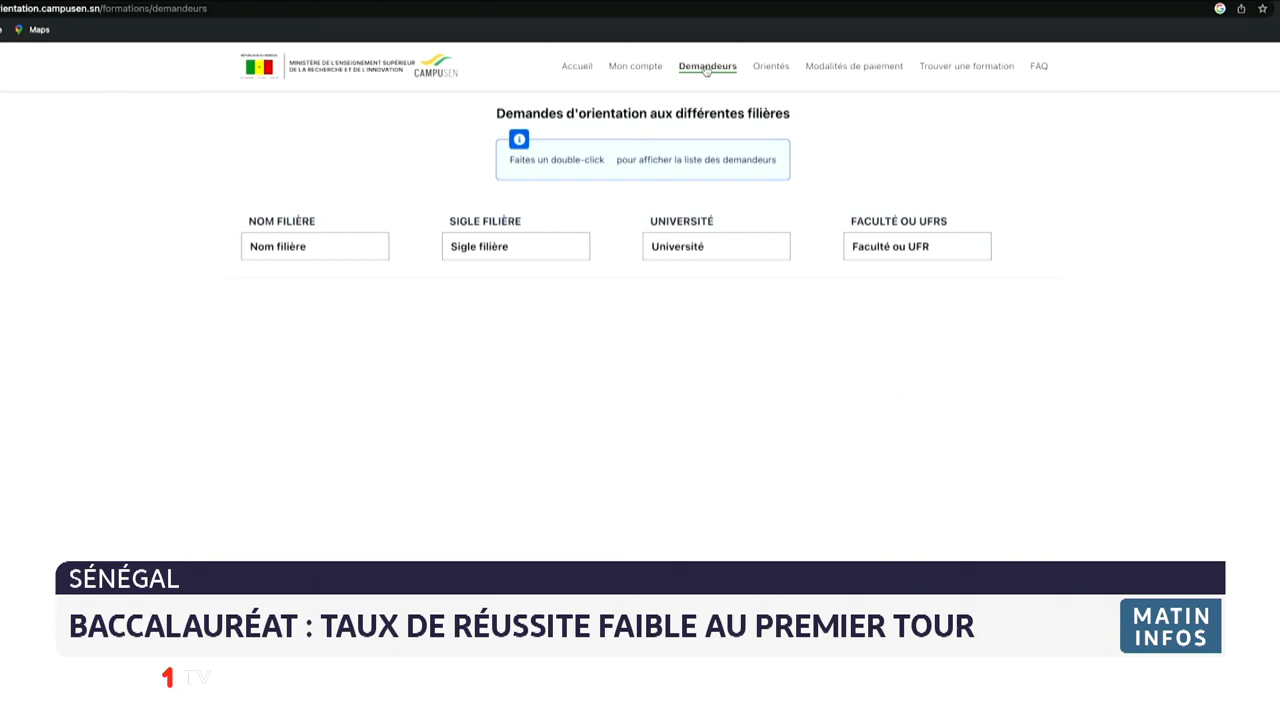 rientation.campusen.sn/formations/demandeurs
Maps
MINISTÈRE DE L'ENSEIGNEMENT SUPÉRIEUR
DE LA RECHERCHE ET DE L'INNOVATION
CAMPUSEN
Accueil Mon compte Demandeurs Orientés Modalités de paiement Trouver une formation FAQ
Demandes d'orientation aux différentes filières
Faites un double-click pour afficher la liste des demandeurs
NOM FILIÈRE SIGLE FILIÈRE UNIVERSITÉ FACULTÉ OU UFRS
Nom filière Sigle filière Université Faculté ou UFR
SÉNÉGAL
BACCALAURÉAT : TAUX DE RÉUSSITE FAIBLE AU PREMIER TOUR
MATIN
INFOS
1 TV